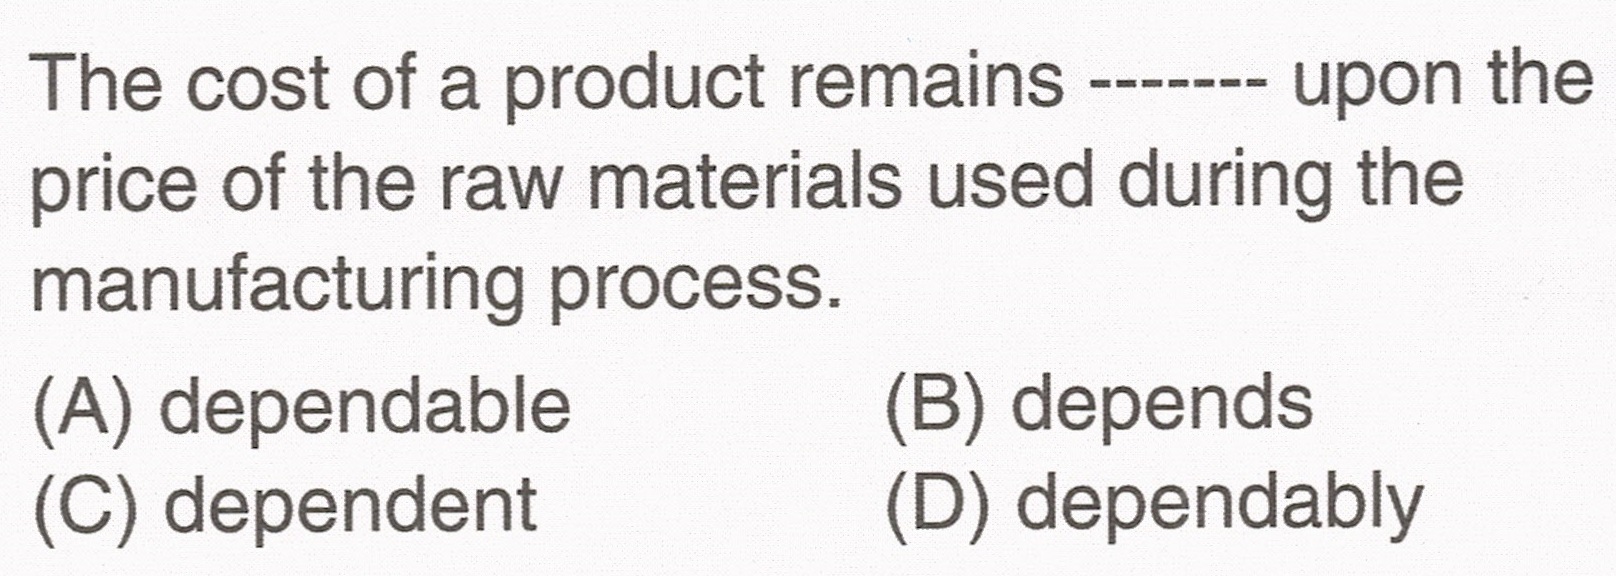 The cost of a product remains ------- upon the
price of the raw materials used during the
manufacturing process.
(A) dependable (B) depends
(C) dependent (D) dependably